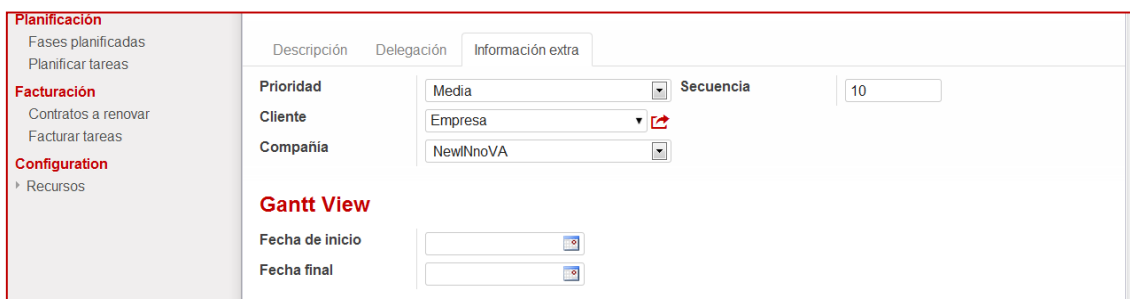 Planificación
Fases planificadas
Planificar tareas
Facturación
Contratos a renovar
Facturar tareas
Configuration
Recursos
Descripción Delegación Información extra
Prioridad Media Secuencia 10
Cliente Empresa
Compañía NewINnoVA
Gantt View
Fecha de inicio
Fecha final